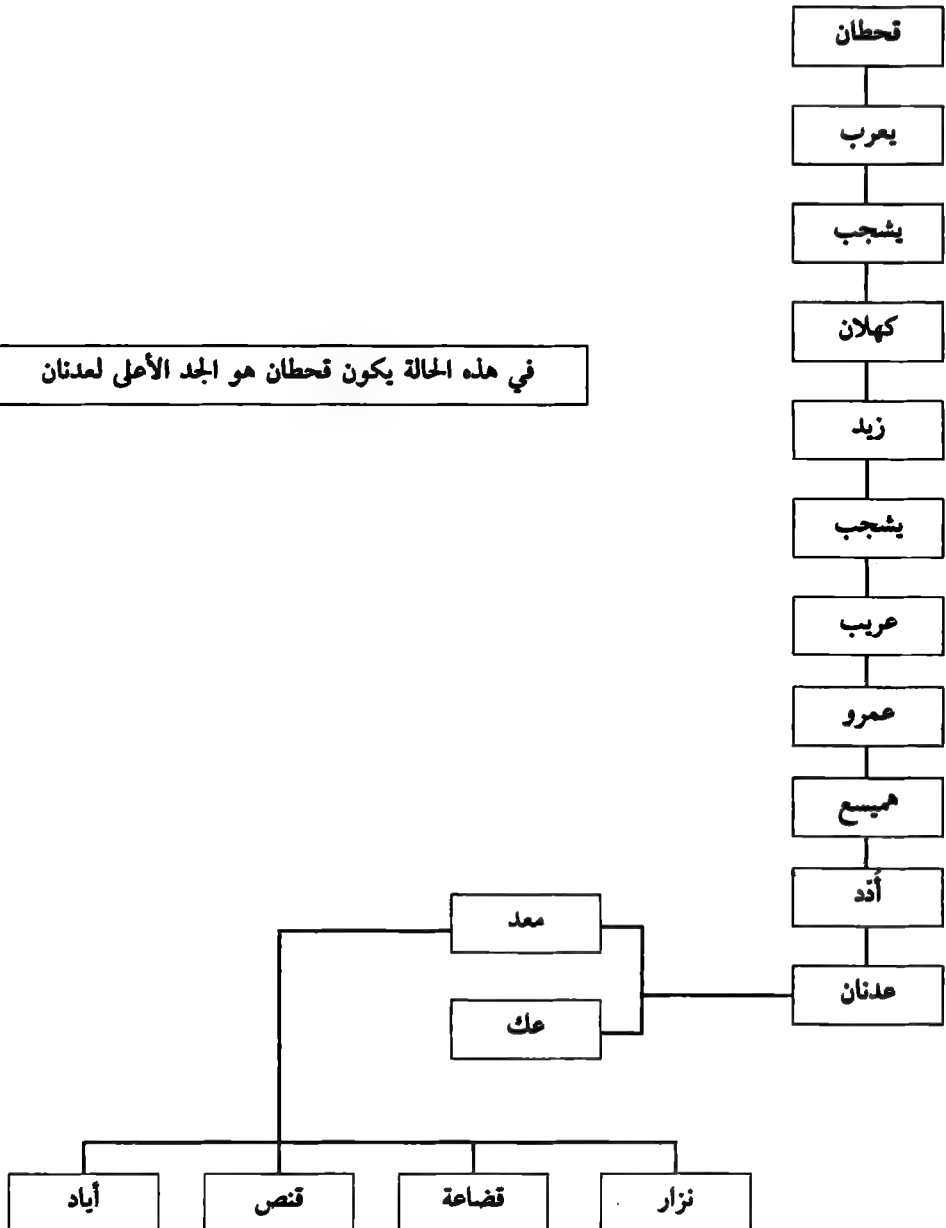 قحطان
يعرب
يشجب
كهلان
في هذه الحالة يكون قحطان هو الجد الأعلى لعدنان
زيد
يشجب
عريب
عمرو
هميسع
أُدَد
معد
عدنان
عك
نزار
قضاعة
قنص
أياد